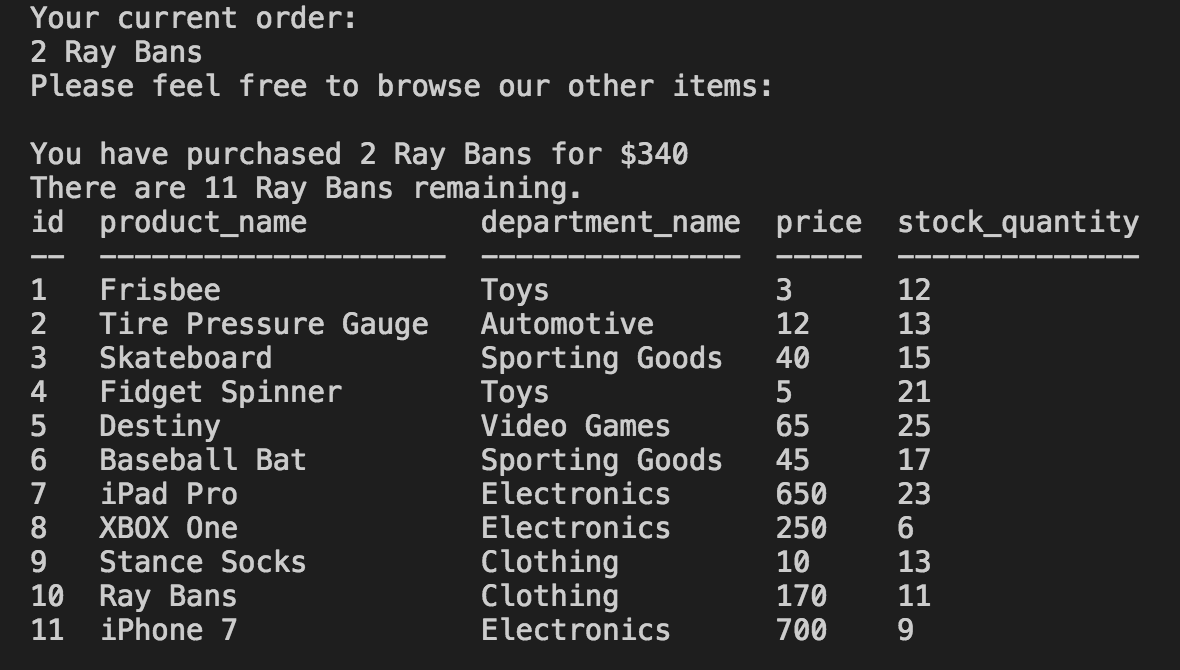 Your current order:
2 Ray Bans
Please feel free to browse our other items:

You have purchased 2 Ray Bans for $340
There are 11 Ray Bans remaining.
id  product_name          department_name  price  stock_quantity
--  --------------------  ---------------  -----  --------------
1   Frisbee               Toys             3      12
2   Tire Pressure Gauge   Automotive       12     13
3   Skateboard            Sporting Goods   40     15
4   Fidget Spinner        Toys             5      21
5   Destiny               Video Games      65     25
6   Baseball Bat          Sporting Goods   45     17
7   iPad Pro              Electronics      650    23
8   XBOX One              Electronics      250    6
9   Stance Socks          Clothing         10     13
10  Ray Bans              Clothing         170    11
11  iPhone 7              Electronics      700    9